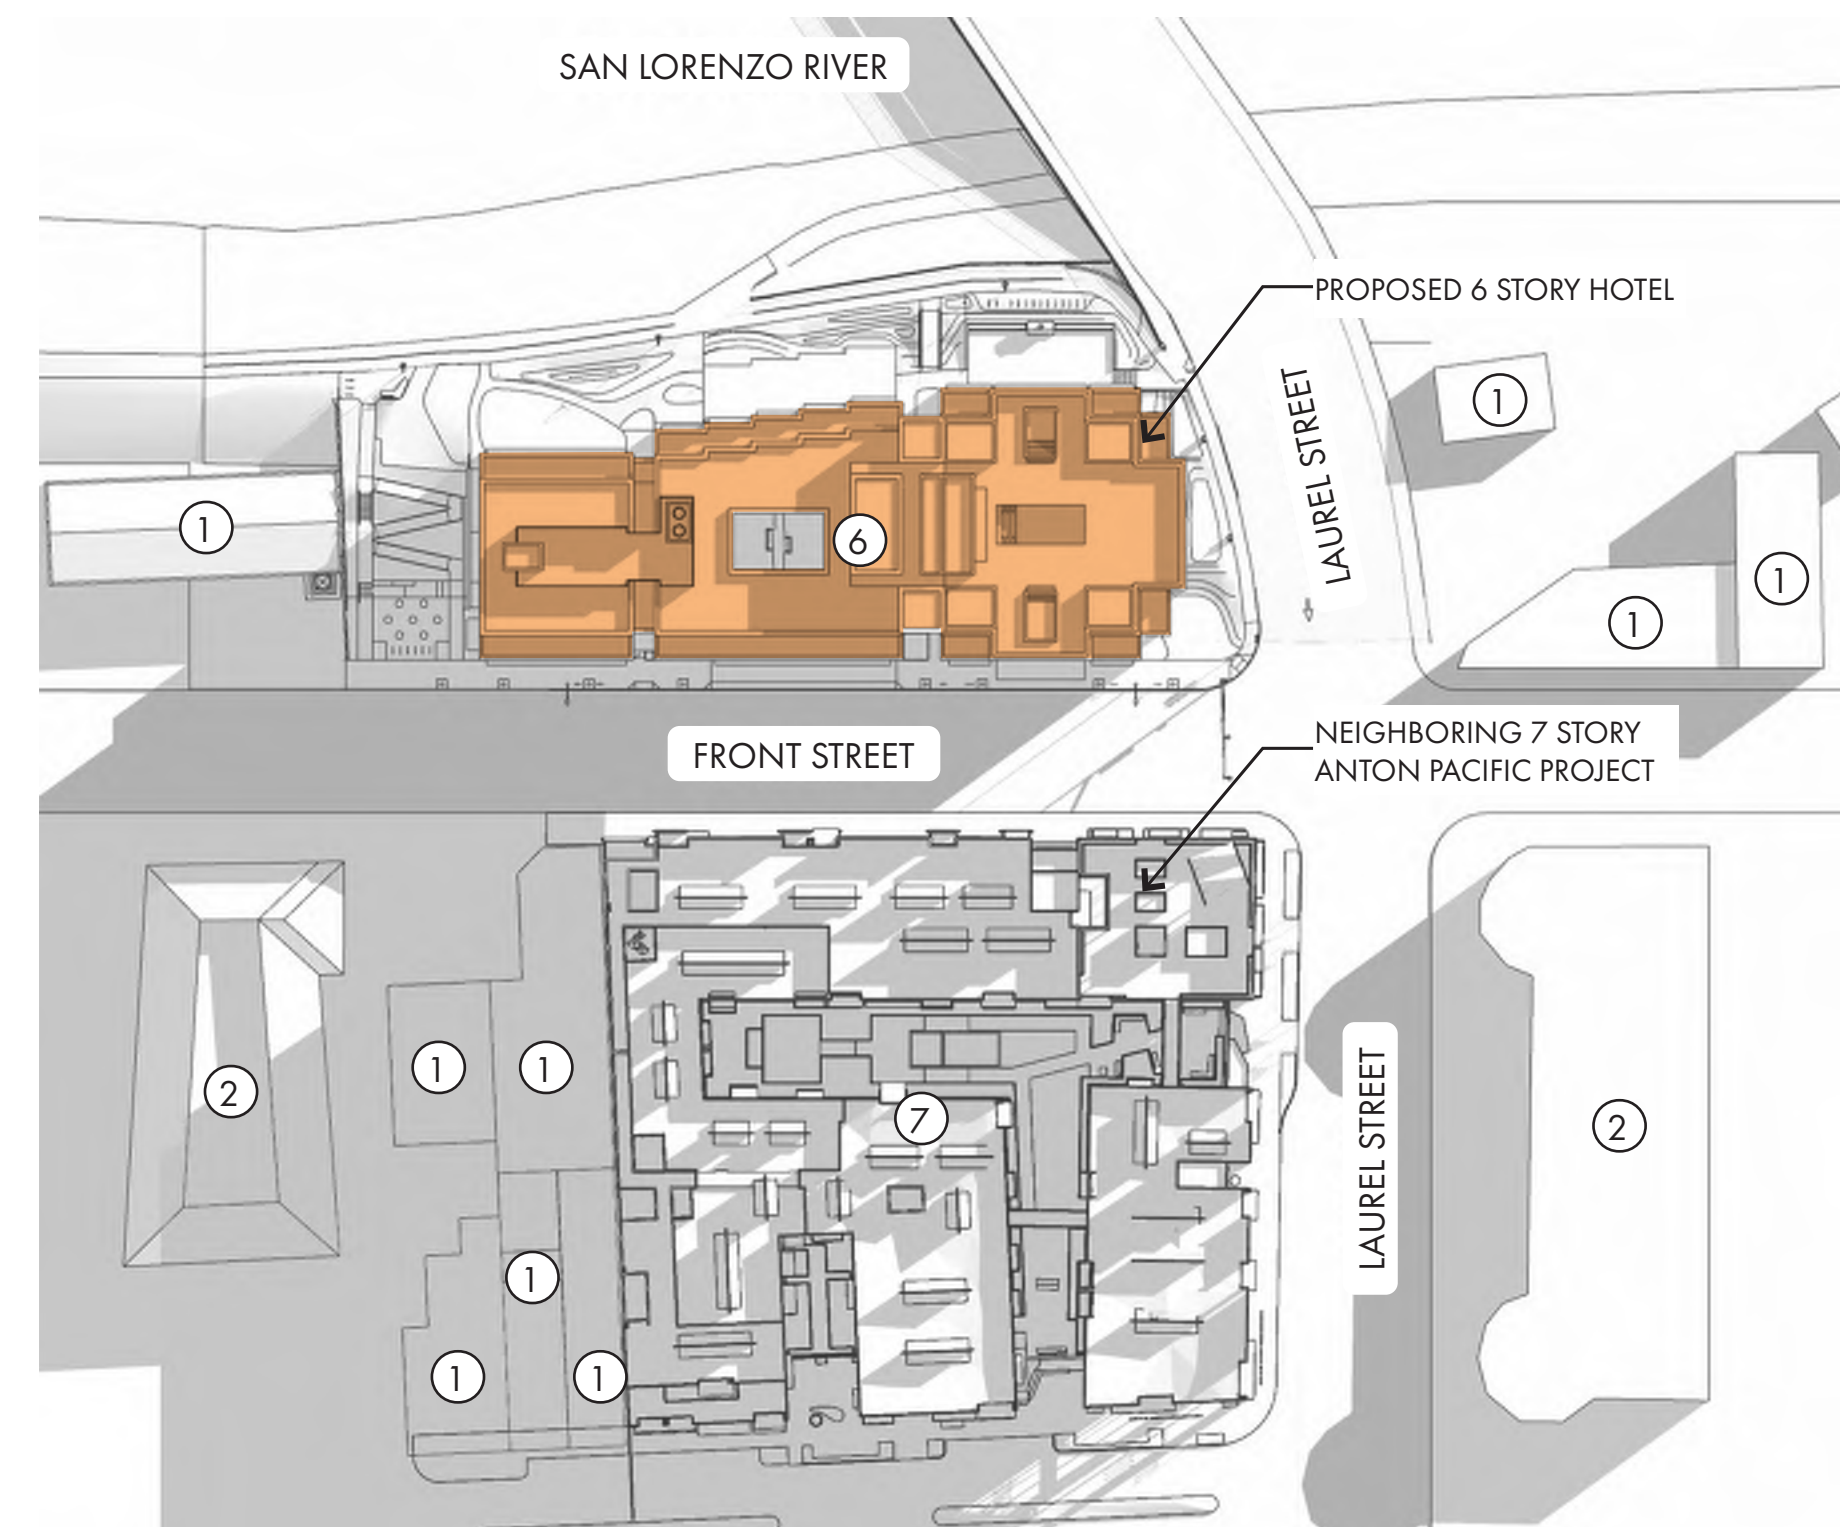 SAN LORENZO RIVER
PROPOSED 6 STORY HOTEL
LAUREL STREET
1
1
6
1
1
FRONT STREET
NEIGHBORING 7 STORY
ANTON PACIFIC PROJECT
2
1
1
7
LAUREL STREET
2
1
1
1